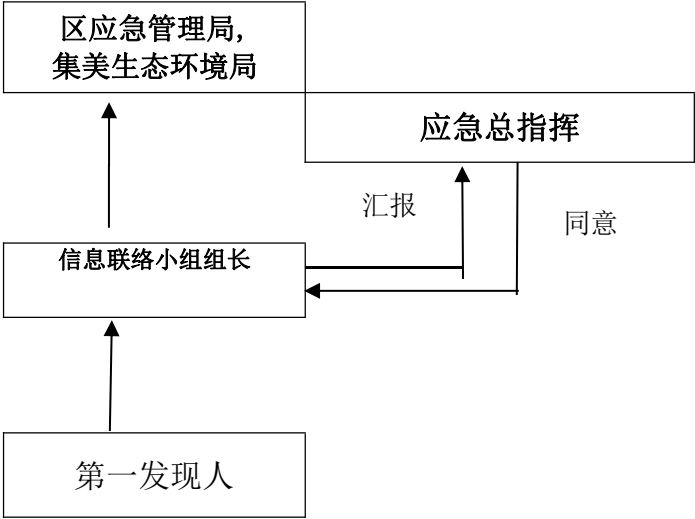 区应急管理局,
集美生态环境局
应急总指挥
汇报
同意
信息联络小组组长
第一发现人